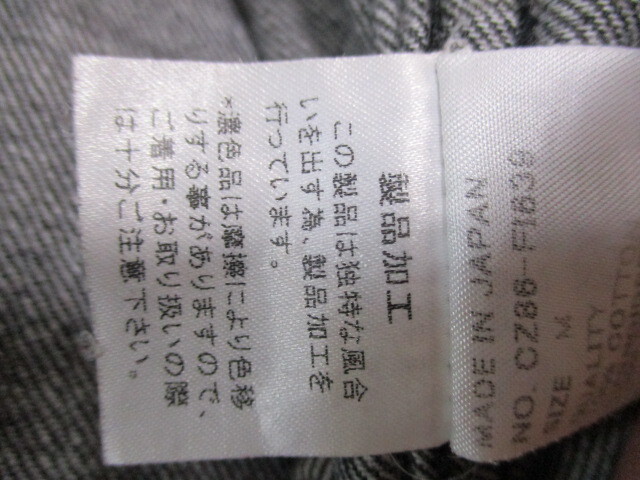 製品加工
この製品は独特な風合
いを出す為、製品加工を
行っています。
*濃色品は摩擦により色移
りする事がありますので、
ご着用・お取り扱いの際
は十分ご注意下さい。
MADE IN JAPAN
SIZE M
QUALITY